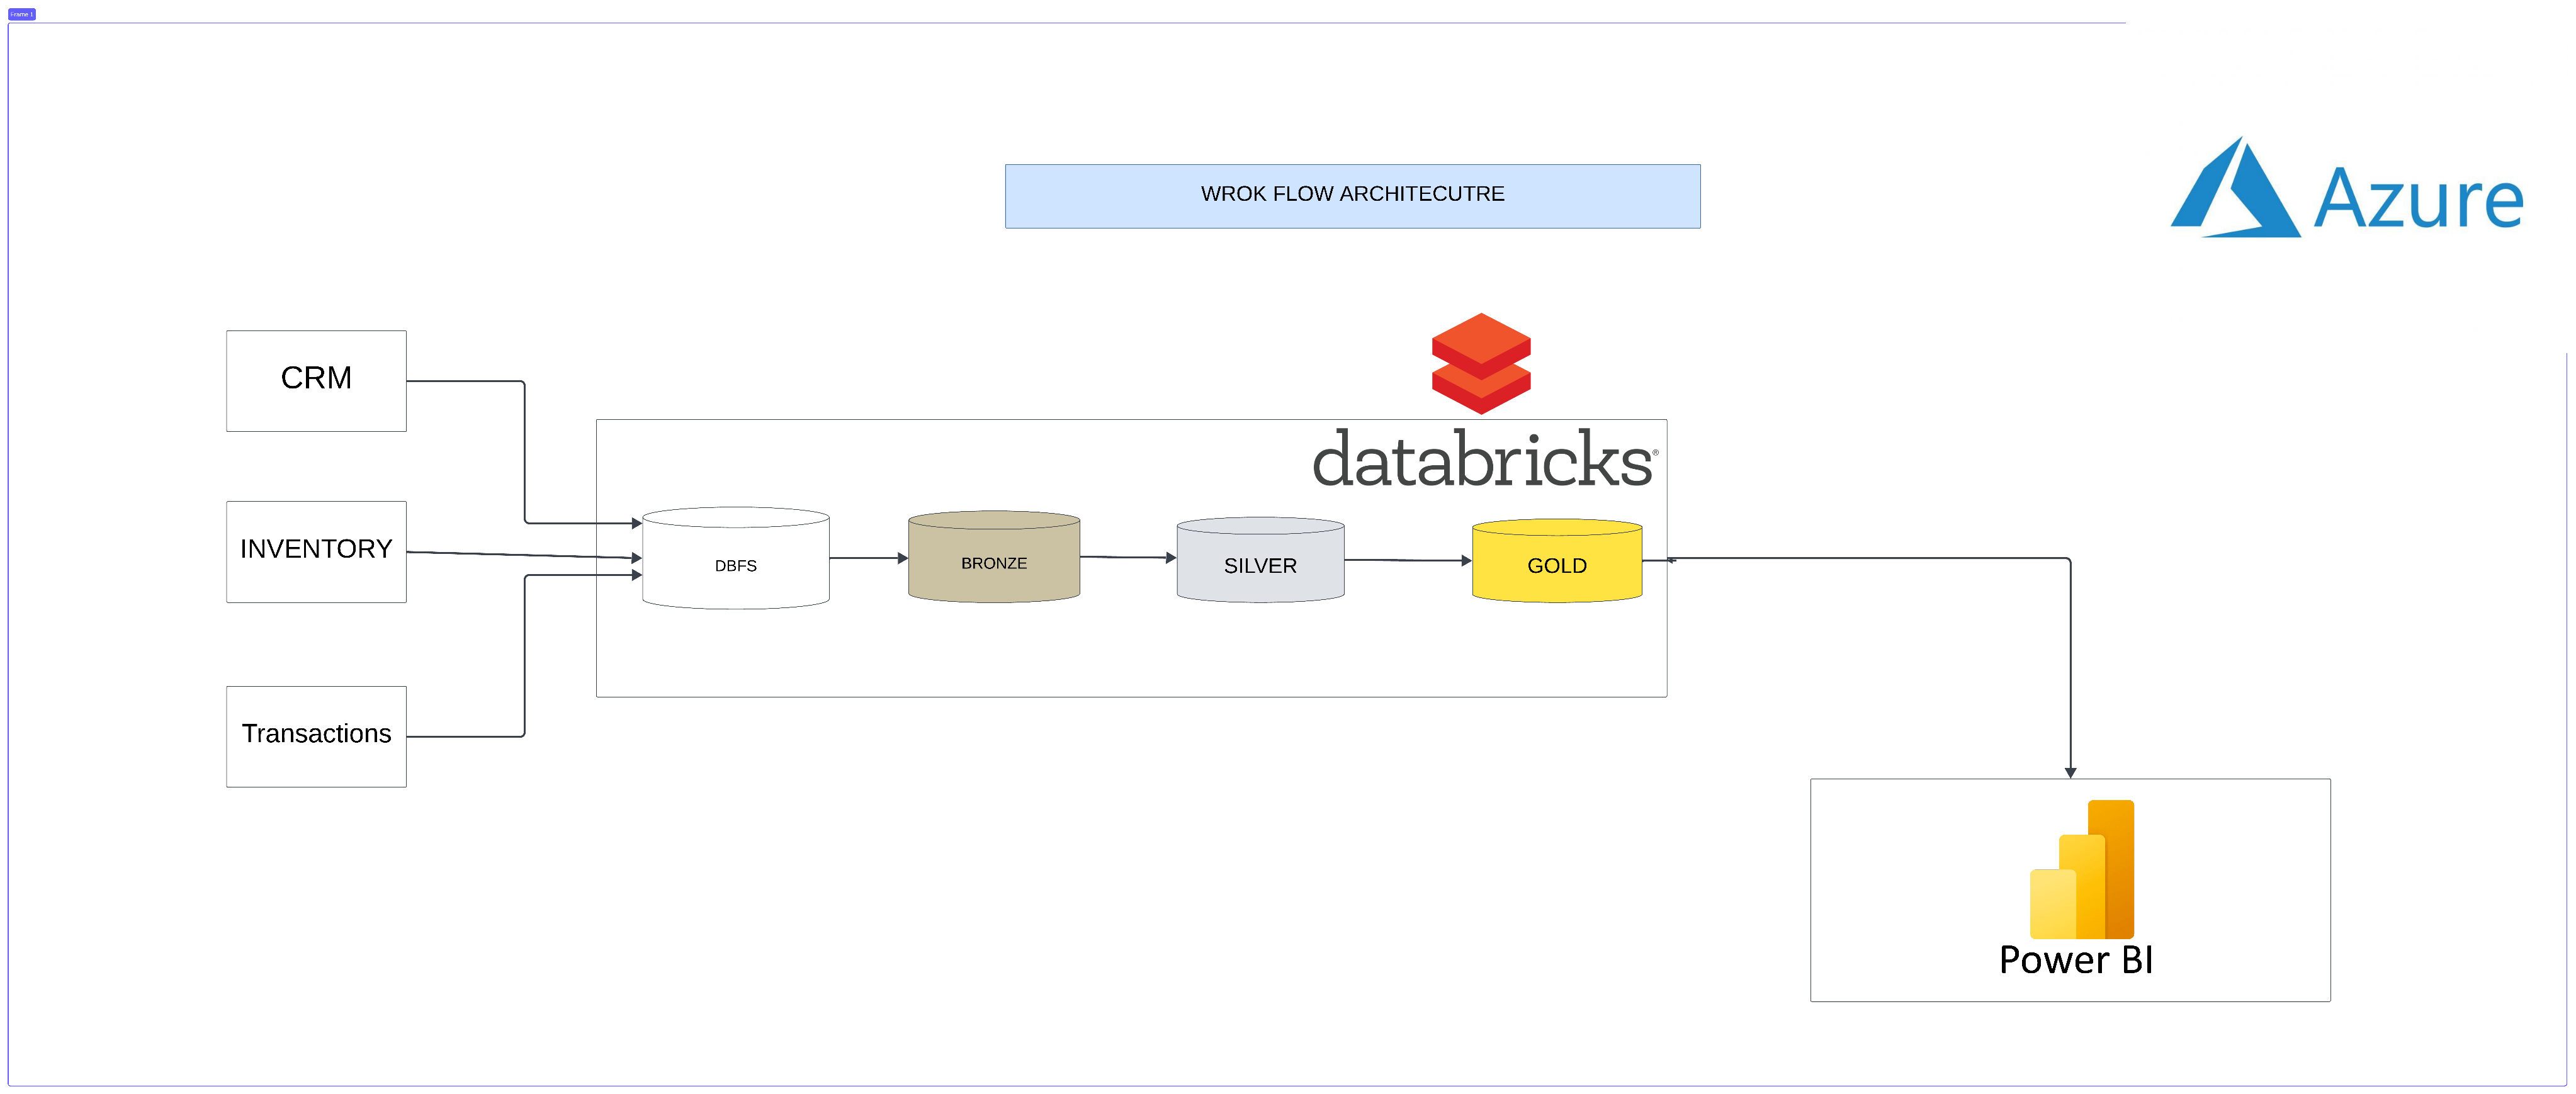 Frame 1
WROK FLOW ARCHITECUTRE
Azure
CRM
databricks®
INVENTORY
DBFS
BRONZE
SILVER
GOLD
Transactions
Power BI